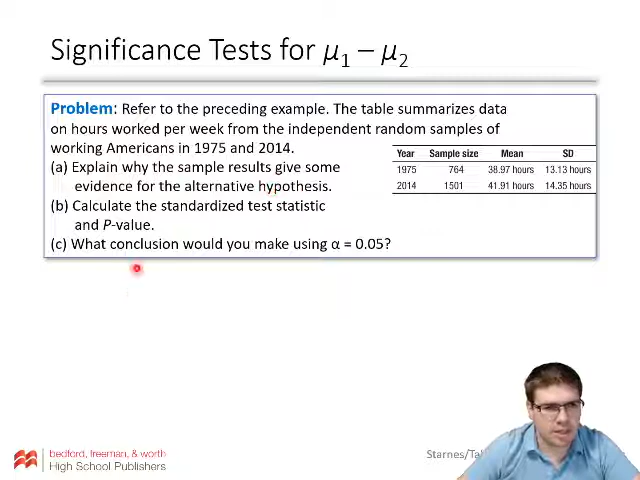 Significance Tests for μ₁ – μ₂
Problem: Refer to the preceding example. The table summarizes data
on hours worked per week from the independent random samples of
working Americans in 1975 and 2014.
(a) Explain why the sample results give some
evidence for the alternative hypothesis.
(b) Calculate the standardized test statistic
and P-value.
(c) What conclusion would you make using α = 0.05?
Year Sample size Mean SD
1975 764 38.97 hours 13.13 hours
2014 1501 41.91 hours 14.35 hours
bedford, freeman, & worth
High School Publishers